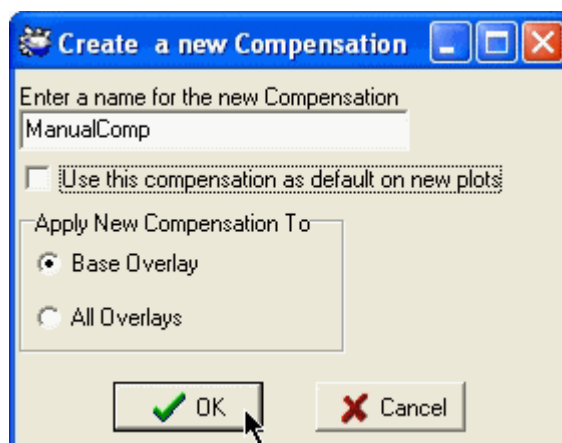 Create a new Compensation
Enter a name for the new Compensation
ManualComp
Use this compensation as default on new plots
Apply New Compensation To
Base Overlay
All Overlays
OK
Cancel